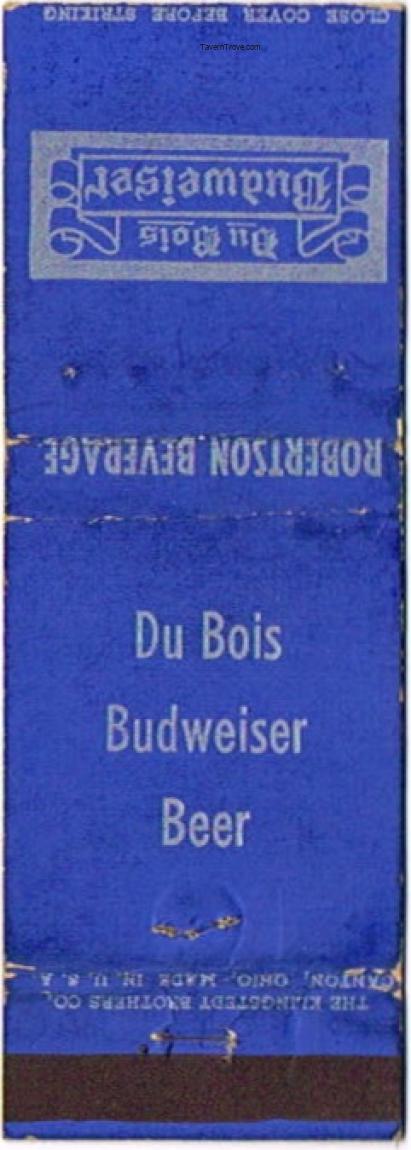 CLOSE COVER BEFORE STRIKING
TavernTrove.com
Du Bois
Budweiser
ROBERTSON BEVERAGE
Du Bois
Budweiser
Beer
THE KLINGSTEDT BROTHERS CO.,
CANTON, OHIO, MADE IN U. S. A.